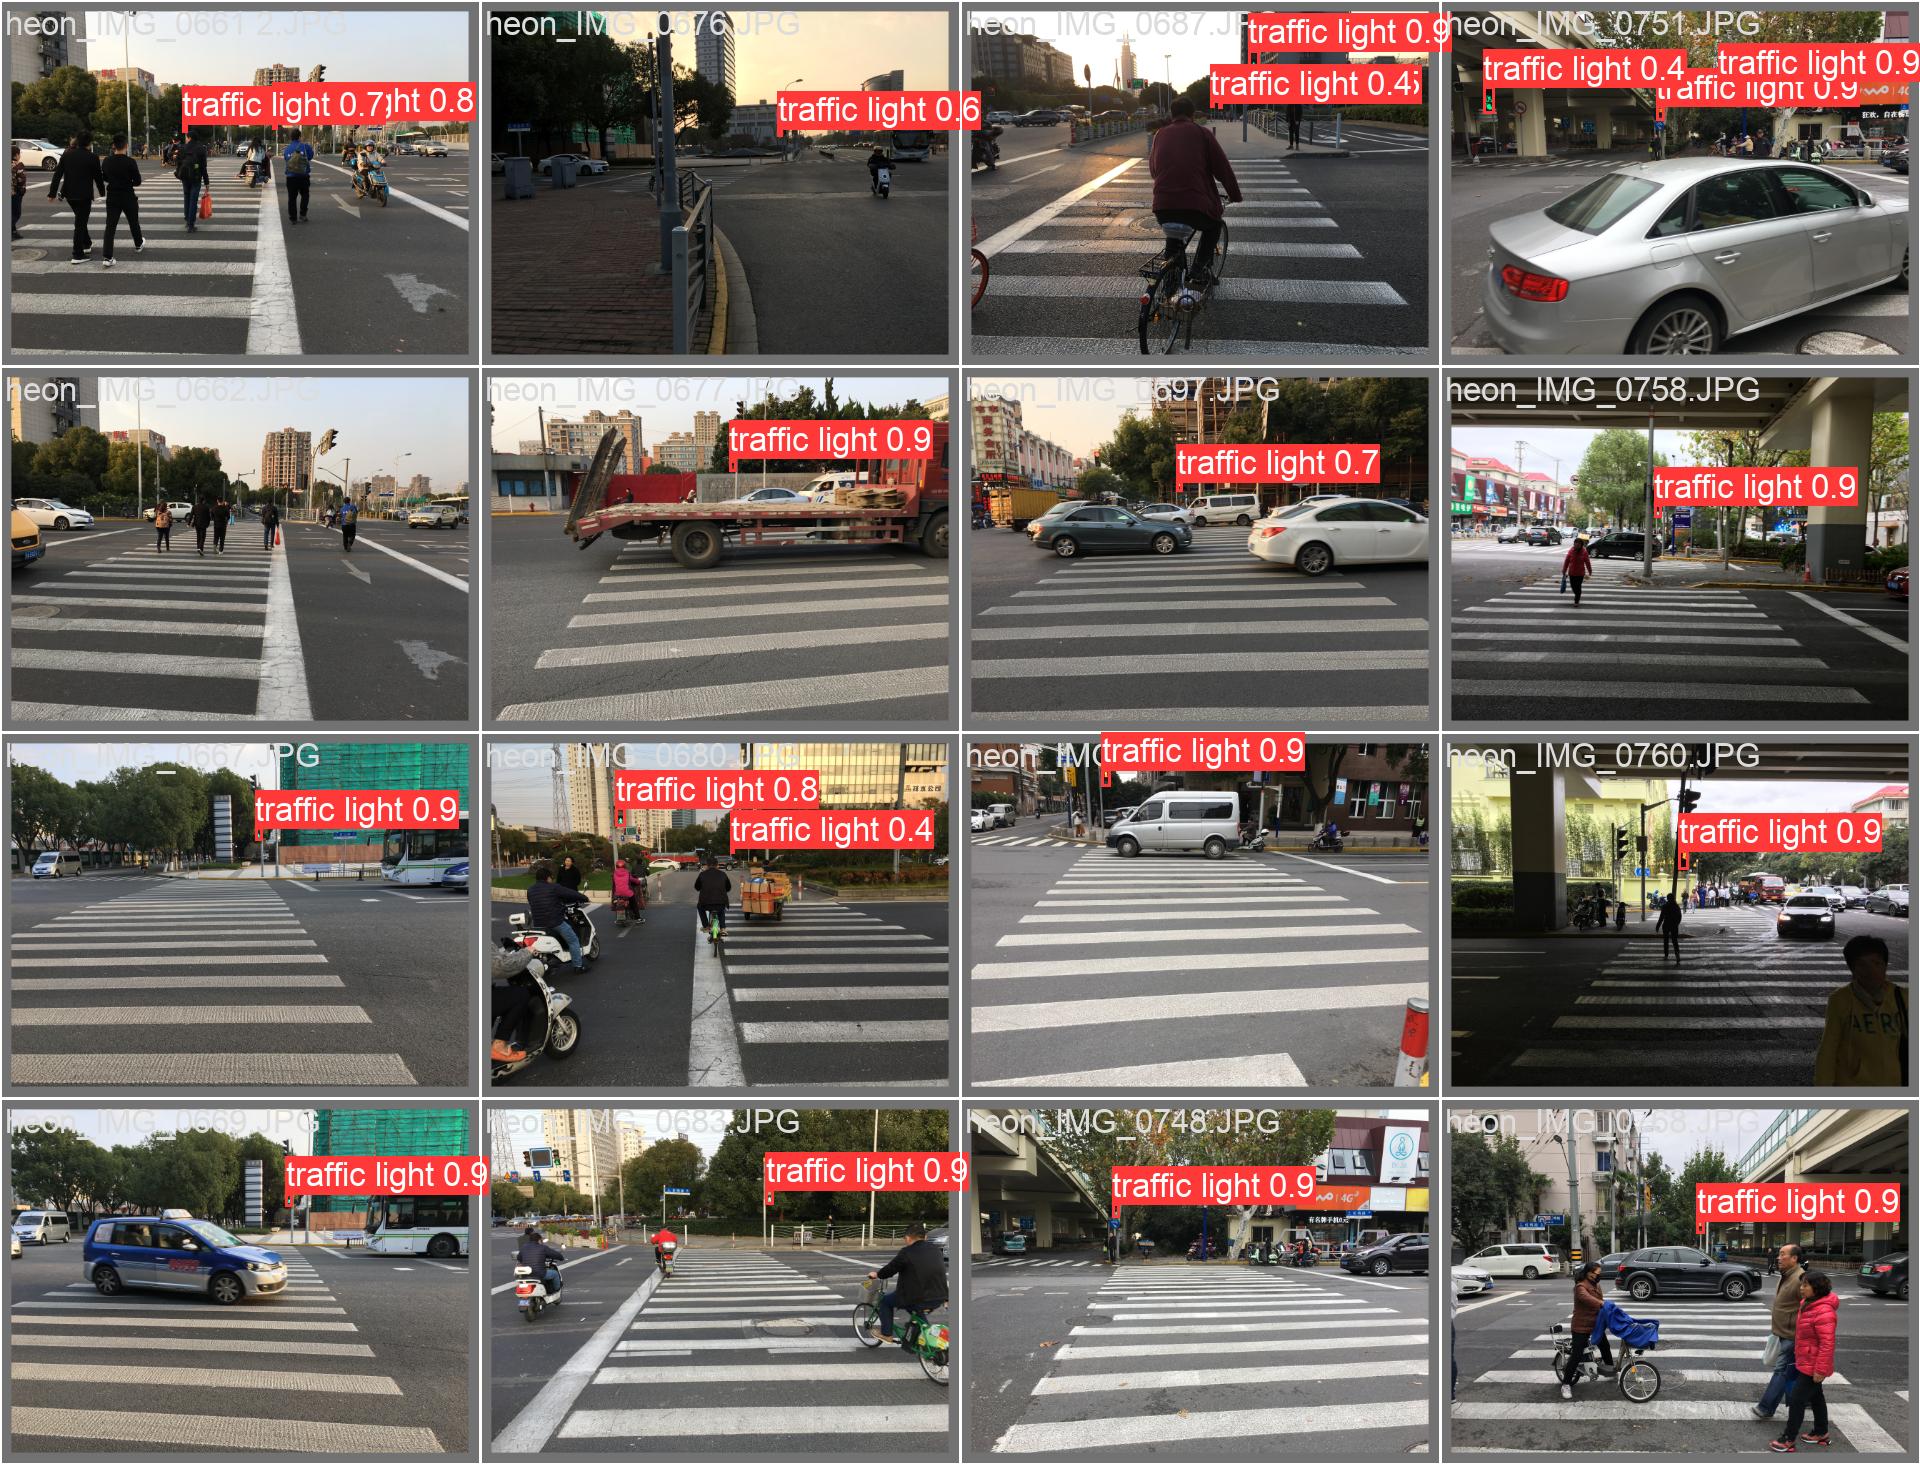 heon_IMG_0661 2.JPG
traffic light 0.7
ght 0.8
heon_IMG_0676.JPG
traffic light 0.6
heon_IMG_0687.JPG
traffic light 0.9
traffic light 0.4
heon_IMG_0751.JPG
traffic light 0.4
traffic light 0.9
traffic light 0.9
heon_IMG_0662.JPG
heon_IMG_0677.JPG
traffic light 0.9
heon_IMG_0697.JPG
traffic light 0.7
heon_IMG_0758.JPG
traffic light 0.9
heon_IMG_0667.JPG
traffic light 0.9
heon_IMG_0680.JPG
traffic light 0.8
traffic light 0.4
heon_IMG
traffic light 0.9
heon_IMG_0760.JPG
traffic light 0.9
AERO
heon_IMG_0669.JPG
traffic light 0.9
heon_IMG_0683.JPG
traffic light 0.9
heon_IMG_0748.JPG
traffic light 0.9
4G
heon_IMG_0768.JPG
traffic light 0.9